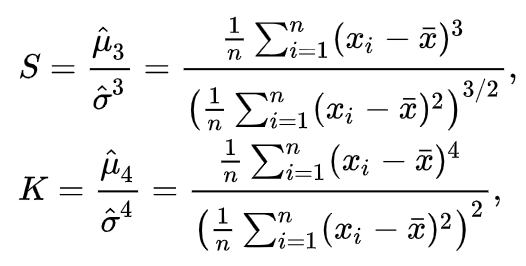 S = \frac{\hat{\mu}_3}{\hat{\sigma}^3} = \frac{\frac{1}{n} \sum_{i=1}^{n} (x_i - \bar{x})^3}{\left( \frac{1}{n} \sum_{i=1}^{n} (x_i - \bar{x})^2 \right)^{3/2}},
K = \frac{\hat{\mu}_4}{\hat{\sigma}^4} = \frac{\frac{1}{n} \sum_{i=1}^{n} (x_i - \bar{x})^4}{\left( \frac{1}{n} \sum_{i=1}^{n} (x_i - \bar{x})^2 \right)^2},